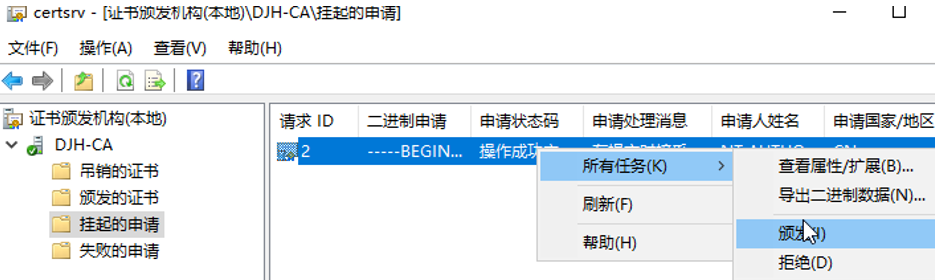 certsrv - [证书颁发机构(本地)\DJH-CA\挂起的申请]
文件(F) 操作(A) 查看(V) 帮助(H)
证书颁发机构(本地)
DJH-CA
吊销的证书
颁发的证书
挂起的申请
失败的申请
请求 ID 二进制申请 申请状态码 申请处理消息 申请人姓名 申请国家/地区
2 -----BEGIN... 操作成功
所有任务(K)
刷新(F)
帮助(H)
查看属性/扩展(B)...
导出二进制数据(N)...
颁发(I)
拒绝(D)